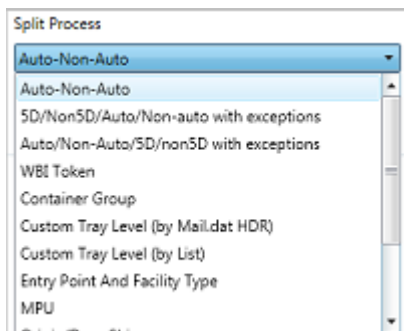 Split Process
Auto-Non-Auto
Auto-Non-Auto
5D/Non5D/Auto/Non-auto with exceptions
Auto/Non-Auto/5D/non5D with exceptions
WBI Token
Container Group
Custom Tray Level (by Mail.dat HDR)
Custom Tray Level (by List)
Entry Point And Facility Type
MPU